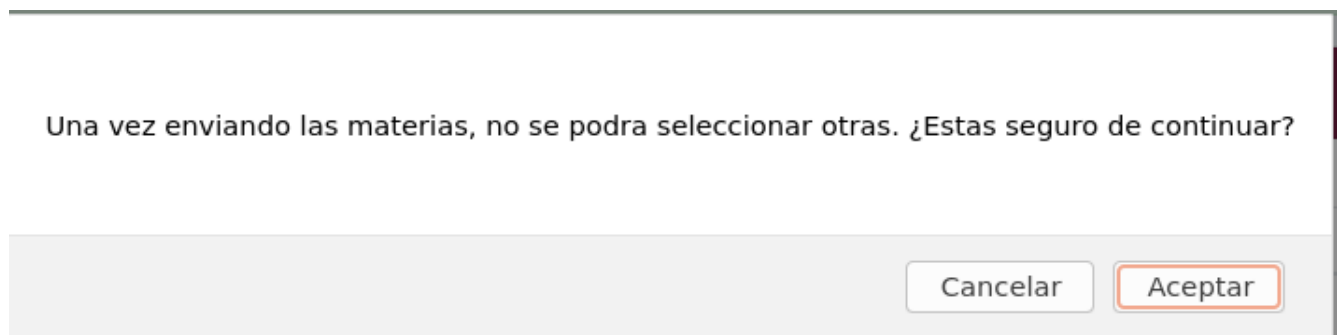 Una vez enviando las materias, no se podra seleccionar otras. ¿Estas seguro de continuar?
Cancelar Aceptar